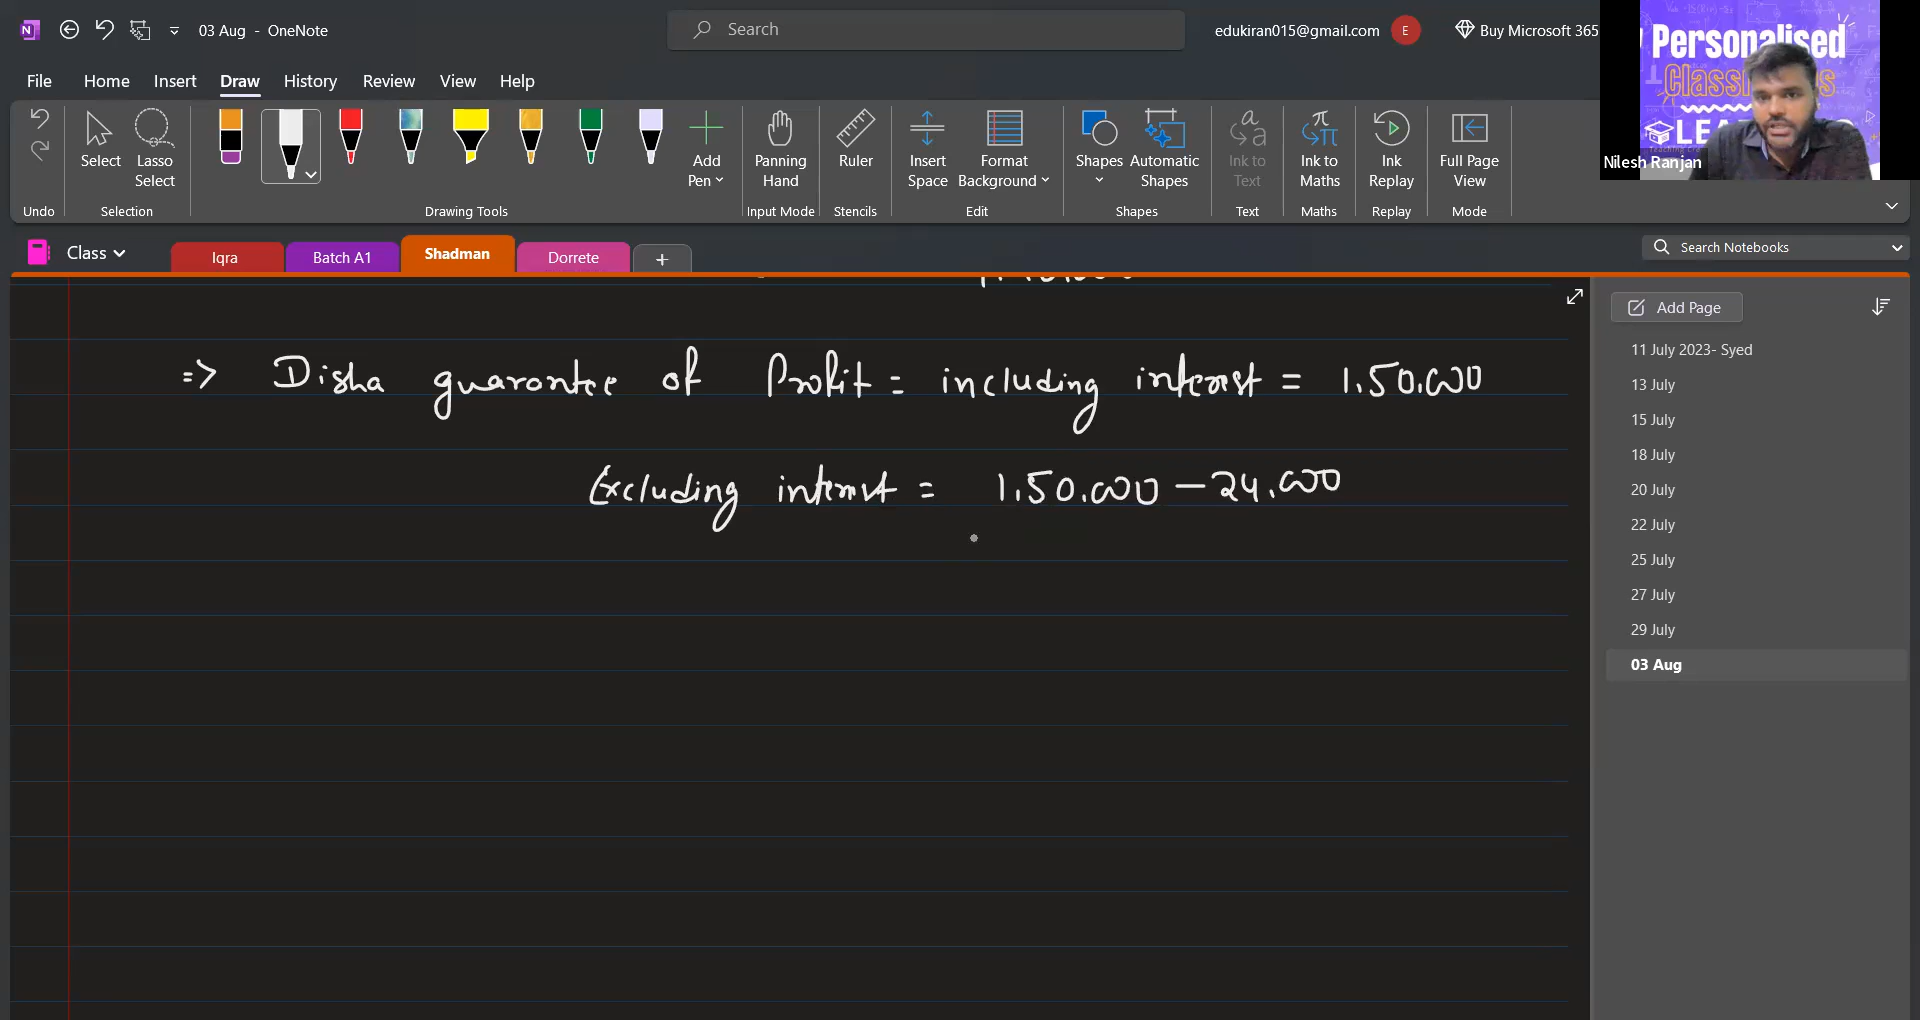 03 Aug - OneNote
Search
edukiran015@gmail.com
E
Buy Microsoft 365
Personalised
LEA
Nilesh Ranjan
File Home Insert Draw History Review View Help
Select
Lasso Select
Add Pen
Panning Hand
Ruler
Insert Space
Format Background
Shapes
Automatic Shapes
Ink to Text
Ink to Maths
Ink Replay
Full Page View
Undo Selection Drawing Tools Input Mode Stencils Edit Shapes Text Maths Replay Mode
Class
Iqra Batch A1 Shadman Dorrete +
Search Notebooks
Add Page
11 July 2023- Syed
13 July
15 July
18 July
20 July
22 July
25 July
27 July
29 July
03 Aug
=> Disha guarantee of Profit = including interest = 1,50,000
Excluding interest = 1,50,000 — 24,000